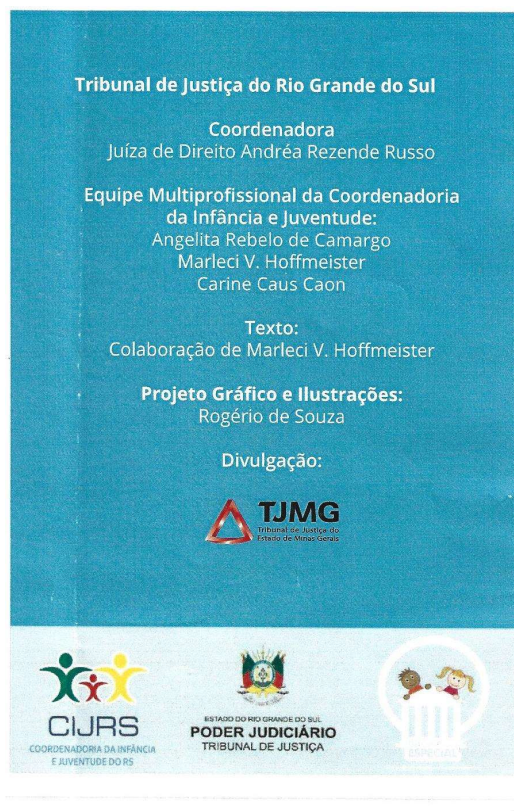 Tribunal de Justiça do Rio Grande do Sul
Coordenadora
Juíza de Direito Andréa Rezende Russo
Equipe Multiprofissional da Coordenadoria
da Infância e Juventude:
Angelita Rebelo de Camargo
Marleci V. Hoffmeister
Carine Caus Caon
Texto:
Colaboração de Marleci V. Hoffmeister
Projeto Gráfico e Ilustrações:
Rogério de Souza
Divulgação:
TJMG
Tribunal de Justiça do
Estado de Minas Gerais
CIJRS
COORDENADORIA DA INFÂNCIA
E JUVENTUDE DO RS
ESTADO DO RIO GRANDE DO SUL
PODER JUDICIÁRIO
TRIBUNAL DE JUSTIÇA
ESPECIAL